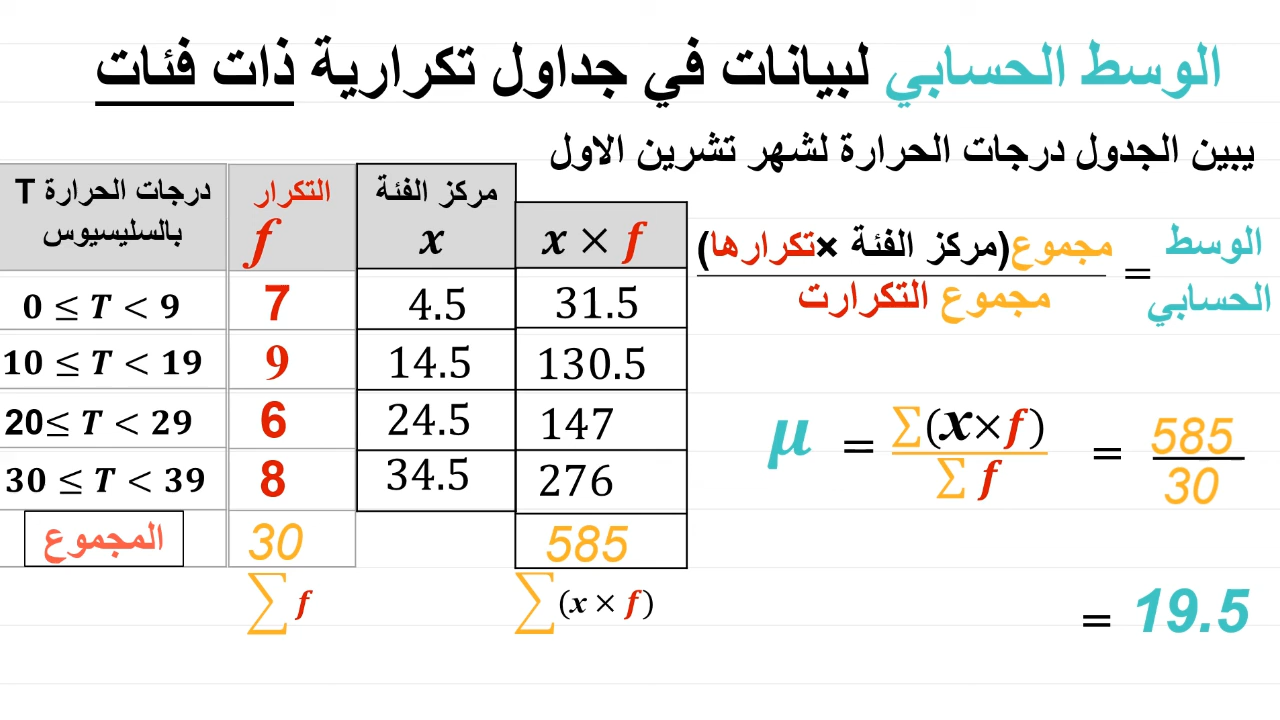 الوسط الحسابي لبيانات في جداول تكرارية ذات فئات
يبين الجدول درجات الحرارة لشهر تشرين الاول
درجات الحرارة T بالسليسيوس | التكرار f | مركز الفئة x | x × f
0 ≤ T < 9 | 7 | 4.5 | 31.5
10 ≤ T < 19 | 9 | 14.5 | 130.5
20≤ T < 29 | 6 | 24.5 | 147
30 ≤ T < 39 | 8 | 34.5 | 276
المجموع | 30 | 585
∑ f | ∑(x × f)
الوسط الحسابي = مجموع(مركز الفئة ×تكرارها)
مجموع التكرارت
μ = ∑(x×f) / ∑ f = 585 / 30
= 19.5